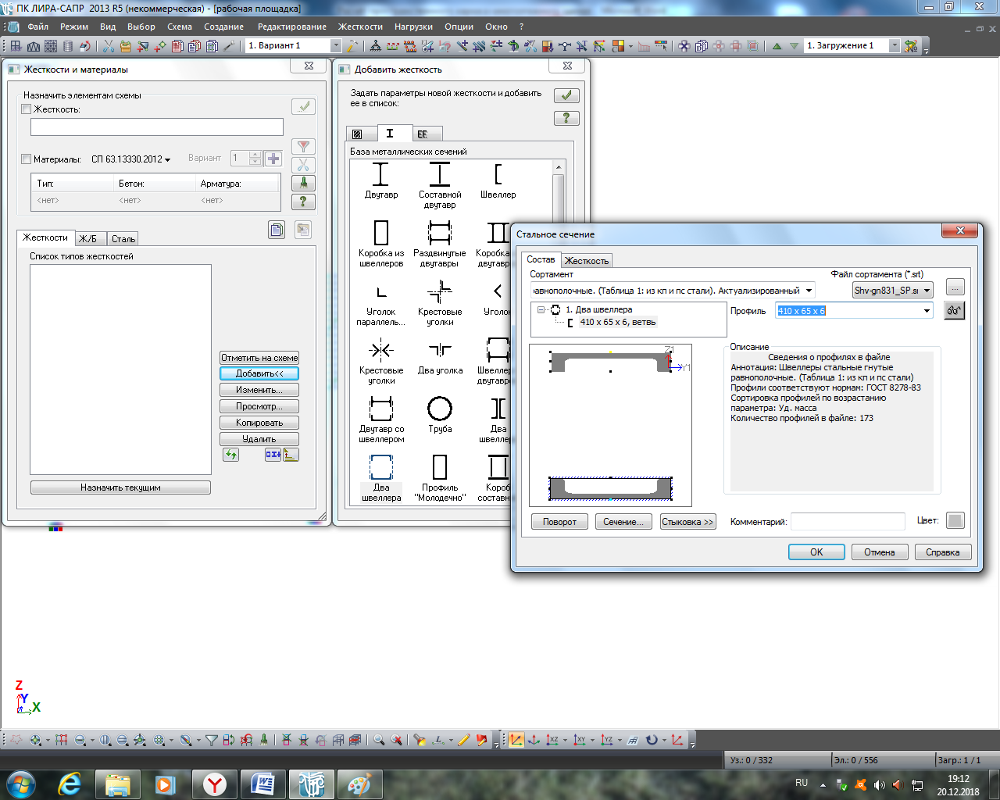 ПК ЛИРА-САПР 2013 R5 (некоммерческая) - [рабочая площадка]
Файл Режим Вид Выбор Схема Создание Редактирование Жесткости Нагрузки Опции Окно ?
1. Вариант 1
1. Загружение 1
Жесткости и материалы
Назначить элементам схемы
Жесткость:
Материалы: СП 63.13330.2012 Вариант 1
Тип: Бетон: Арматура:
<нет> <нет> <нет>
Жесткости Ж/Б Сталь
Список типов жесткостей
Отметить на схеме
Добавить<<
Изменить...
Просмотр...
Копировать
Удалить
Назначить текущим
Добавить жесткость
Задать параметры новой жесткости и добавить
ее в список:
База металлических сечений
Двутавр
Составной
двутавр
Швеллер
Коробка из
швеллеров
Раздвинутые
двутавры
Коробка
двутавр
Уголок
параллель...
Крестовые
уголки
Уголо
Крестовые
уголки
Два уголка
Швеллер
двутавро
Двутавр со
швеллером
Труба
Два
швелле
Два
швеллера
Профиль
"Молодечно"
Короб
составн
Стальное сечение
Состав Жесткость
Сортамент
Файл сортамента (*.srt)
авнополочные. (Таблица 1: из кп и пс стали). Актуализированный
Shv-gn831_SP.sr
...
1. Два швеллера
410 x 65 x 6, ветвь
Профиль 410 x 65 x 6
Z1
Y1
Описание
Сведения о профилях в файле
Аннотация: Швеллеры стальные гнутые
равнополочные. (Таблица 1: из кп и пс стали)
Профили соответствуют нормам: ГОСТ 8278-83
Сортировка профилей по возрастанию
параметра: Уд. масса
Количество профилей в файле: 173
Поворот Сечение... Стыковка >>
Комментарий:
Цвет:
OK Отмена Справка
Z
Y
X
XZ XY YZ
Уз.: 0 / 332 Эл.: 0 / 556 Загр.: 1 / 1
RU
19:12
20.12.2018